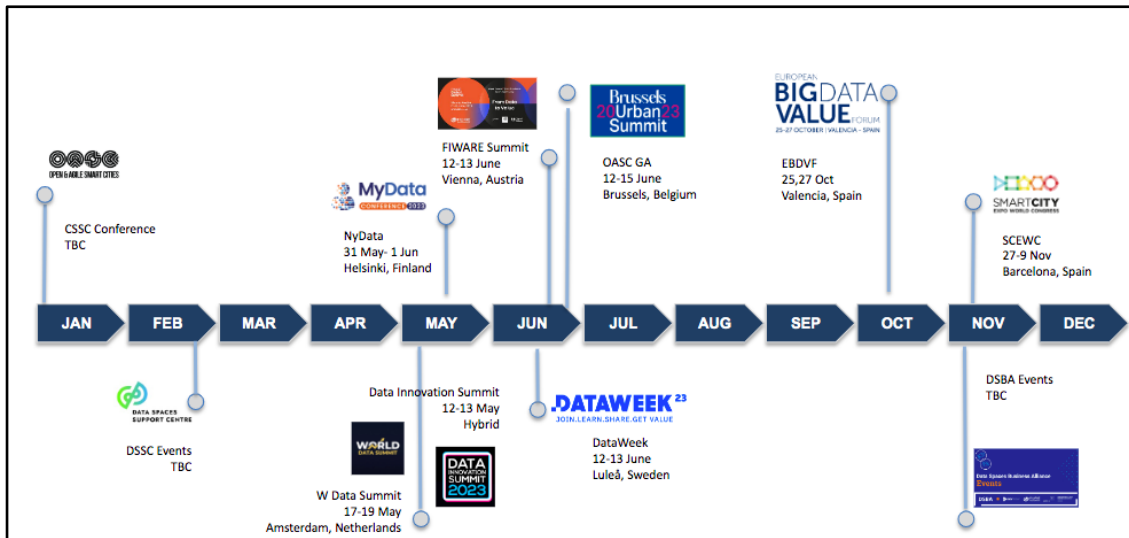 OPEN & AGILE SMART CITIES
CSSC Conference
TBC
MyData
CONFERENCE 2023
NyData
31 May- 1 Jun
Helsinki, Finland
From Data
to Value
FIWARE Summit
12-13 June
Vienna, Austria
Brussels
20Urban23
Summit
OASC GA
12-15 June
Brussels, Belgium
EUROPEAN
BIGDATA
VALUE FORUM
25-27 OCTOBER | VALENCIA - SPAIN
EBDVF
25,27 Oct
Valencia, Spain
SMARTCITY
EXPO WORLD CONGRESS
SCEWC
27-9 Nov
Barcelona, Spain
JAN
FEB
MAR
APR
MAY
JUN
JUL
AUG
SEP
OCT
NOV
DEC
DATA SPACES
SUPPORT CENTRE
DSSC Events
TBC
Data Innovation Summit
12-13 May
Hybrid
WORLD
DATA SUMMIT
DATA
INNOVATION
SUMMIT
2023
W Data Summit
17-19 May
Amsterdam, Netherlands
.DATAWEEK 23
JOIN.LEARN.SHARE.GET VALUE
DataWeek
12-13 June
Luleå, Sweden
DSBA Events
TBC
Data Spaces Business Alliance
Events
DSBA